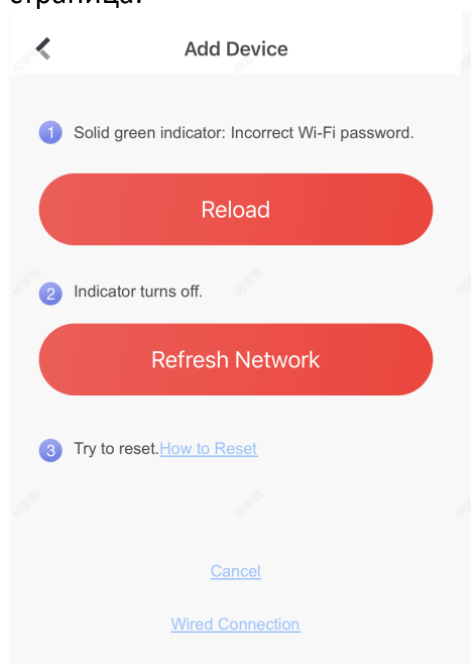 страница.
Add Device
1 Solid green indicator: Incorrect Wi-Fi password.
Reload
2 Indicator turns off.
Refresh Network
3 Try to reset.How to Reset
Cancel
Wired Connection